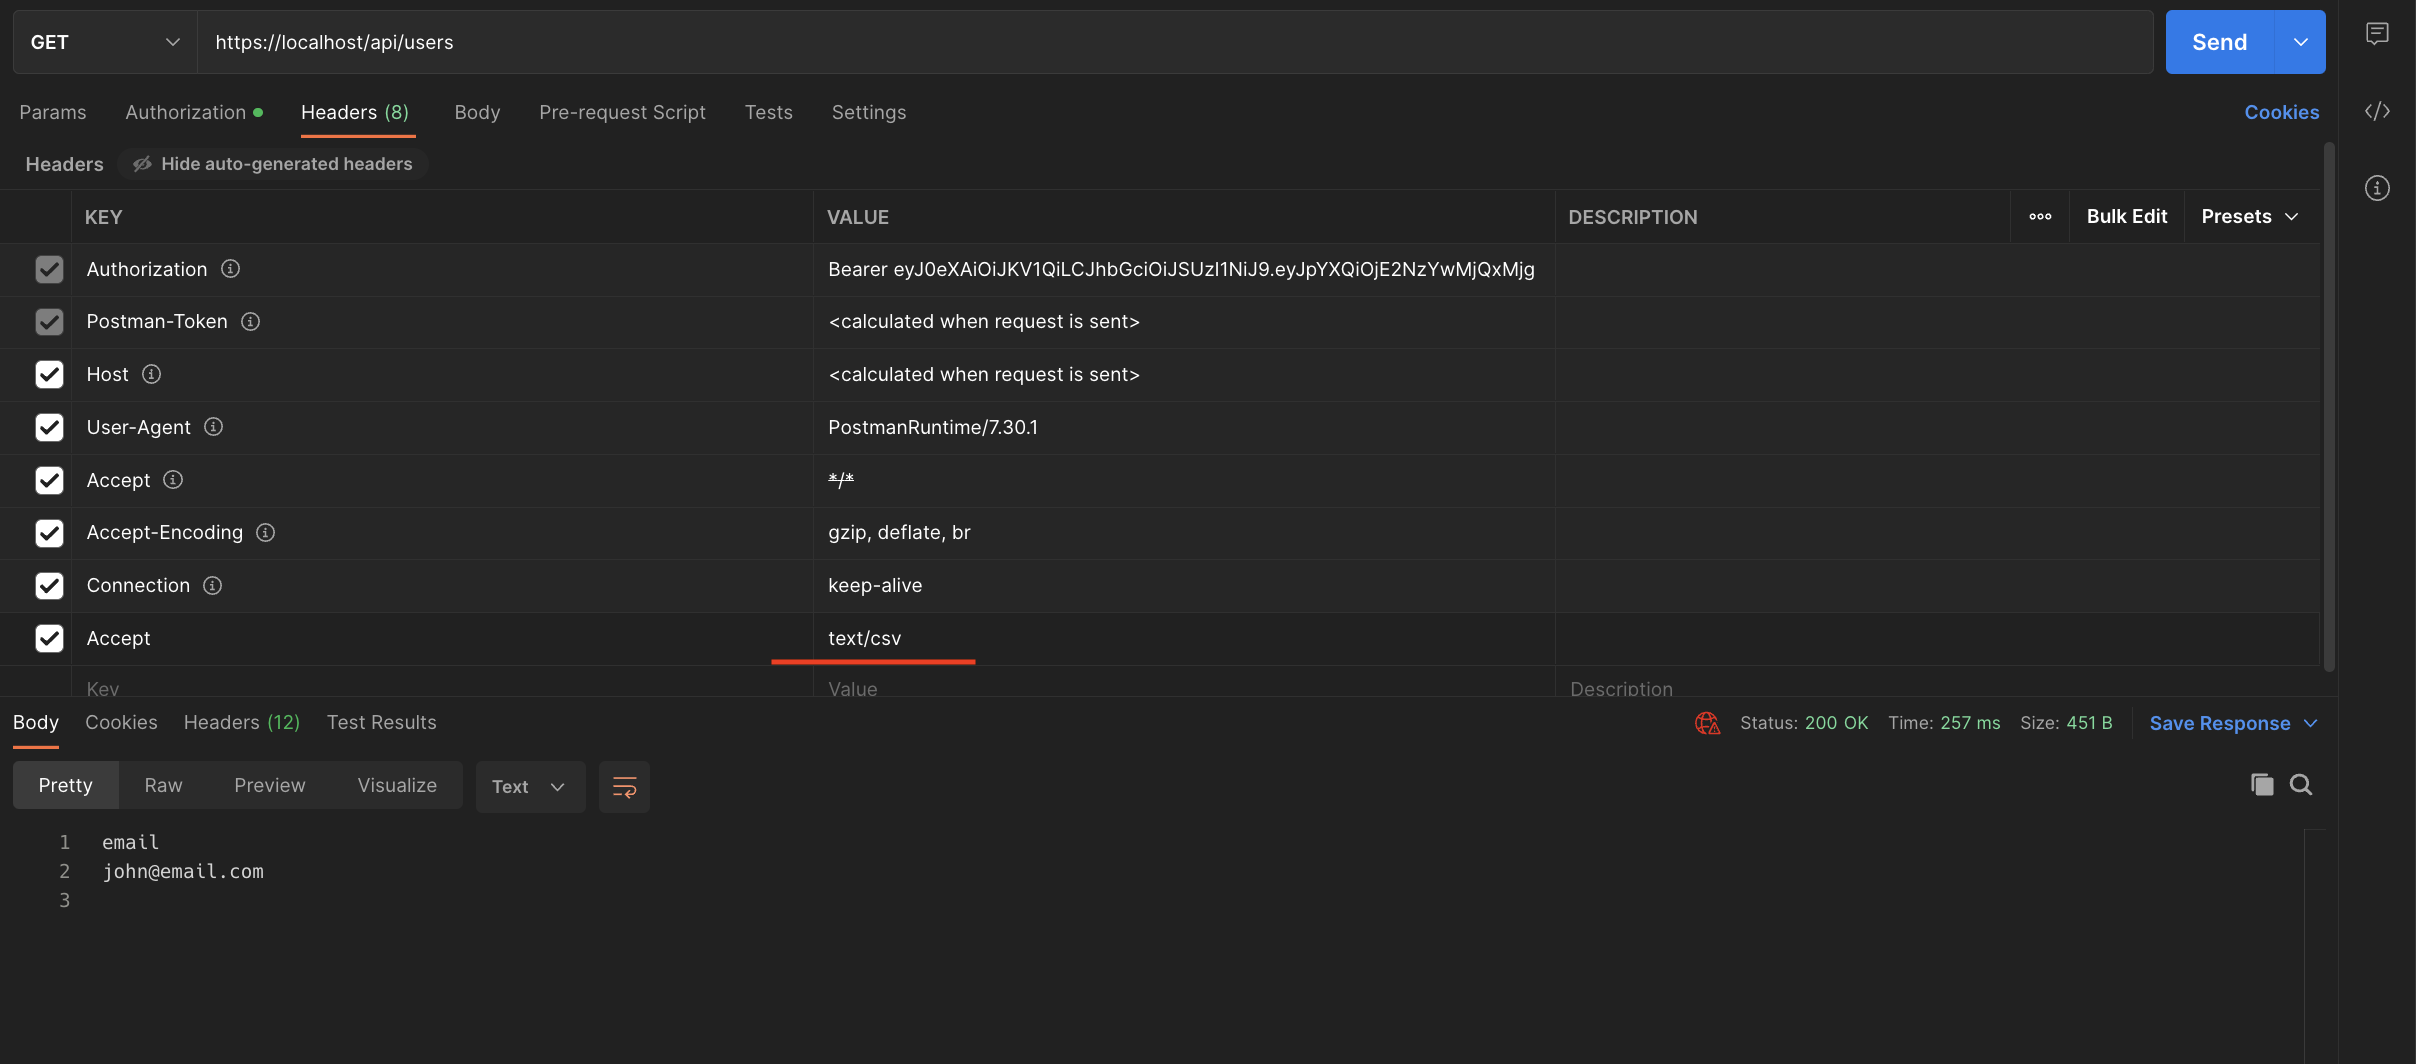 GET https://localhost/api/users Send
Params Authorization Headers (8) Body Pre-request Script Tests Settings Cookies
Headers Hide auto-generated headers
KEY VALUE DESCRIPTION ooo Bulk Edit Presets
Authorization Bearer eyJ0eXAiOiJKV1QiLCJhbGciOiJSUzI1NiJ9.eyJpYXQiOjE2NzYwMjQxMjg
Postman-Token <calculated when request is sent>
Host <calculated when request is sent>
User-Agent PostmanRuntime/7.30.1
Accept */*
Accept-Encoding gzip, deflate, br
Connection keep-alive
Accept text/csv
Key Value Description
Body Cookies Headers (12) Test Results Status: 200 OK Time: 257 ms Size: 451 B Save Response
Pretty Raw Preview Visualize Text
1 email
2 john@email.com
3